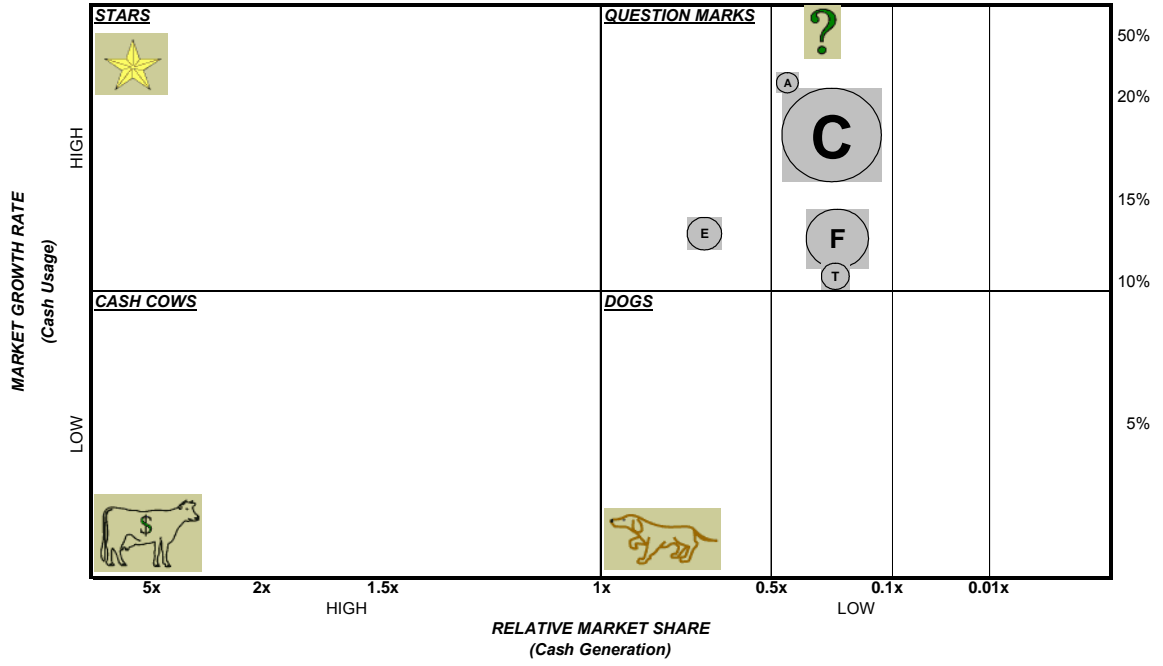 STARS
QUESTION MARKS
?
50%
A
20%
C
HIGH
15%
E
F
T
10%
MARKET GROWTH RATE
(Cash Usage)
CASH COWS
DOGS
LOW
5%
$
5x 2x 1.5x 1x 0.5x 0.1x 0.01x
HIGH LOW
RELATIVE MARKET SHARE
(Cash Generation)